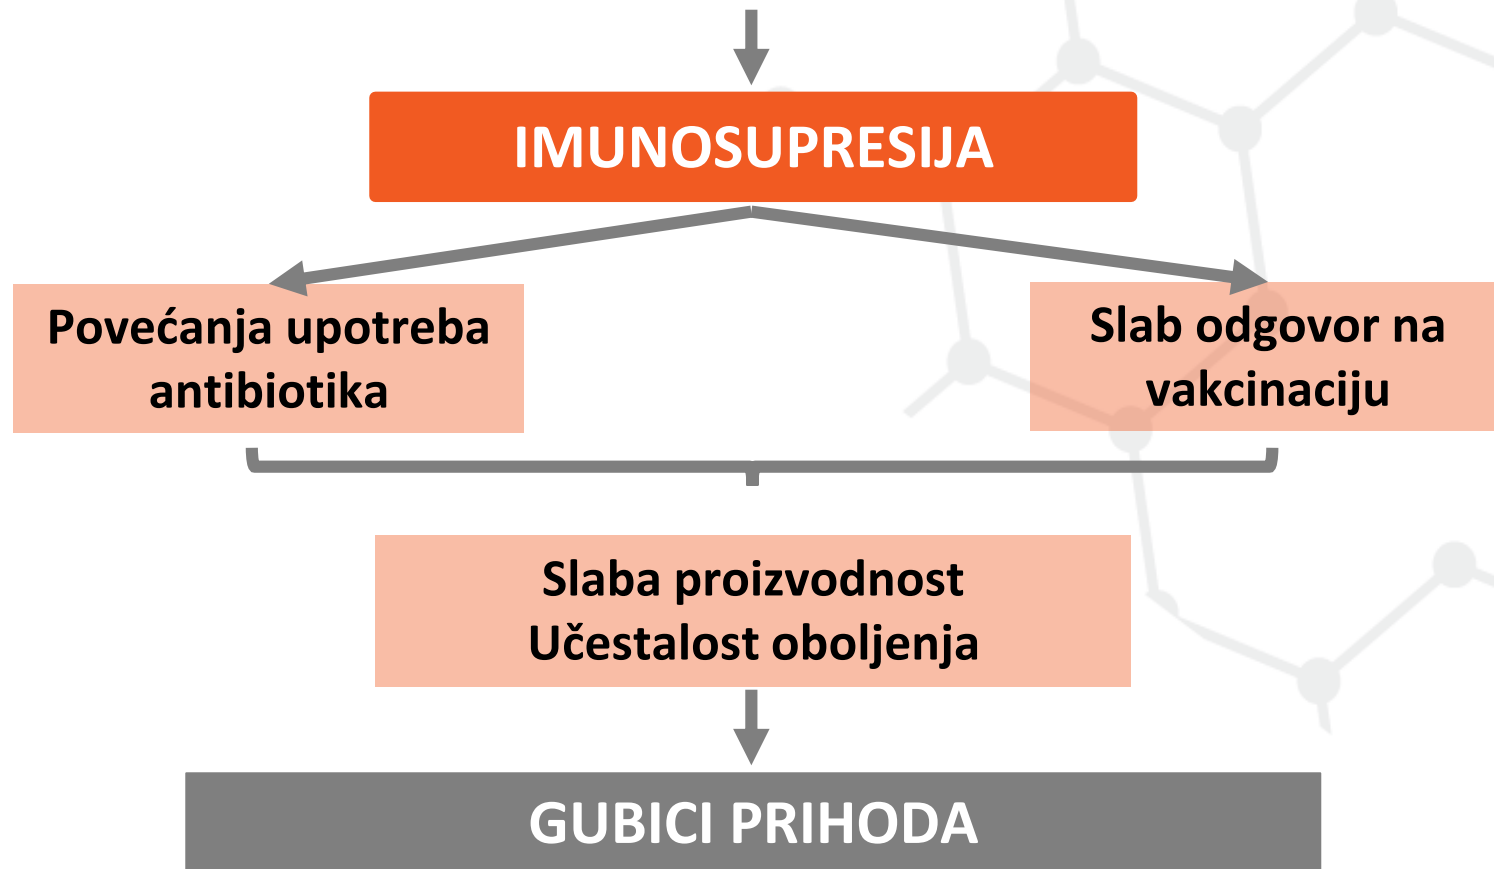 IMUNOSUPRESIJA
Povećanja upotreba
antibiotika
Slab odgovor na
vakcinaciju
Slaba proizvodnost
Učestalost oboljenja
GUBICI PRIHODA